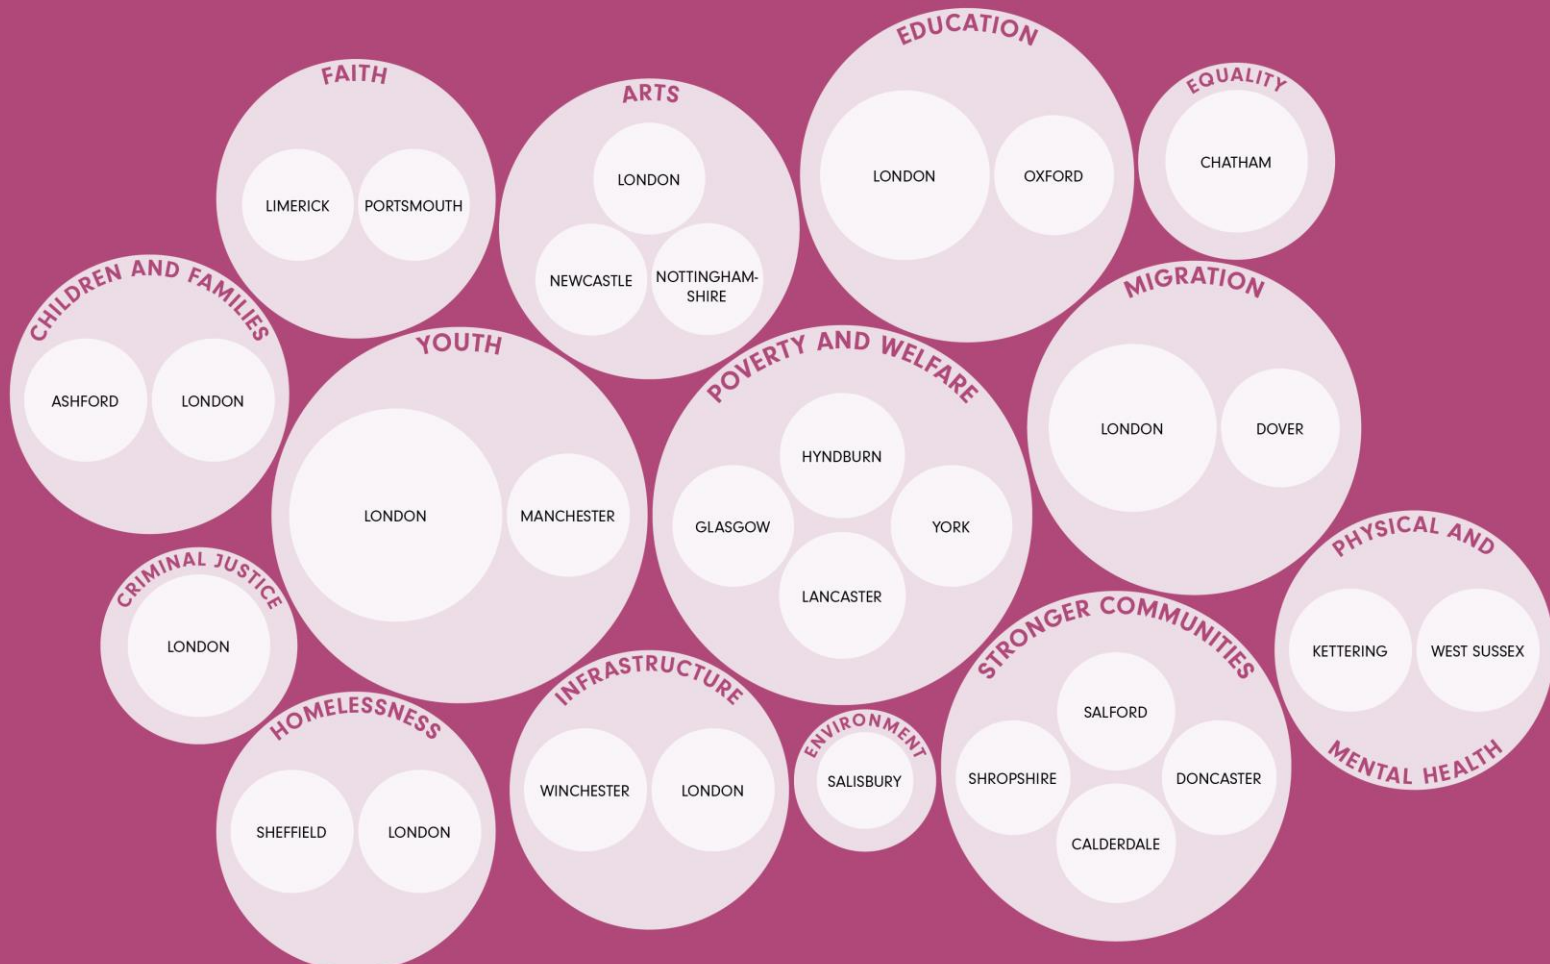 FAITH
LIMERICK
PORTSMOUTH
ARTS
LONDON
NEWCASTLE
NOTTINGHAM-
SHIRE
EDUCATION
LONDON
OXFORD
EQUALITY
CHATHAM
CHILDREN AND FAMILIES
ASHFORD
LONDON
YOUTH
LONDON
MANCHESTER
POVERTY AND WELFARE
HYNDBURN
GLASGOW
YORK
LANCASTER
MIGRATION
LONDON
DOVER
CRIMINAL JUSTICE
LONDON
HOMELESSNESS
SHEFFIELD
LONDON
INFRASTRUCTURE
WINCHESTER
LONDON
ENVIRONMENT
SALISBURY
STRONGER COMMUNITIES
SALFORD
SHROPSHIRE
DONCASTER
CALDERDALE
PHYSICAL AND
KETTERING
WEST SUSSEX
MENTAL HEALTH